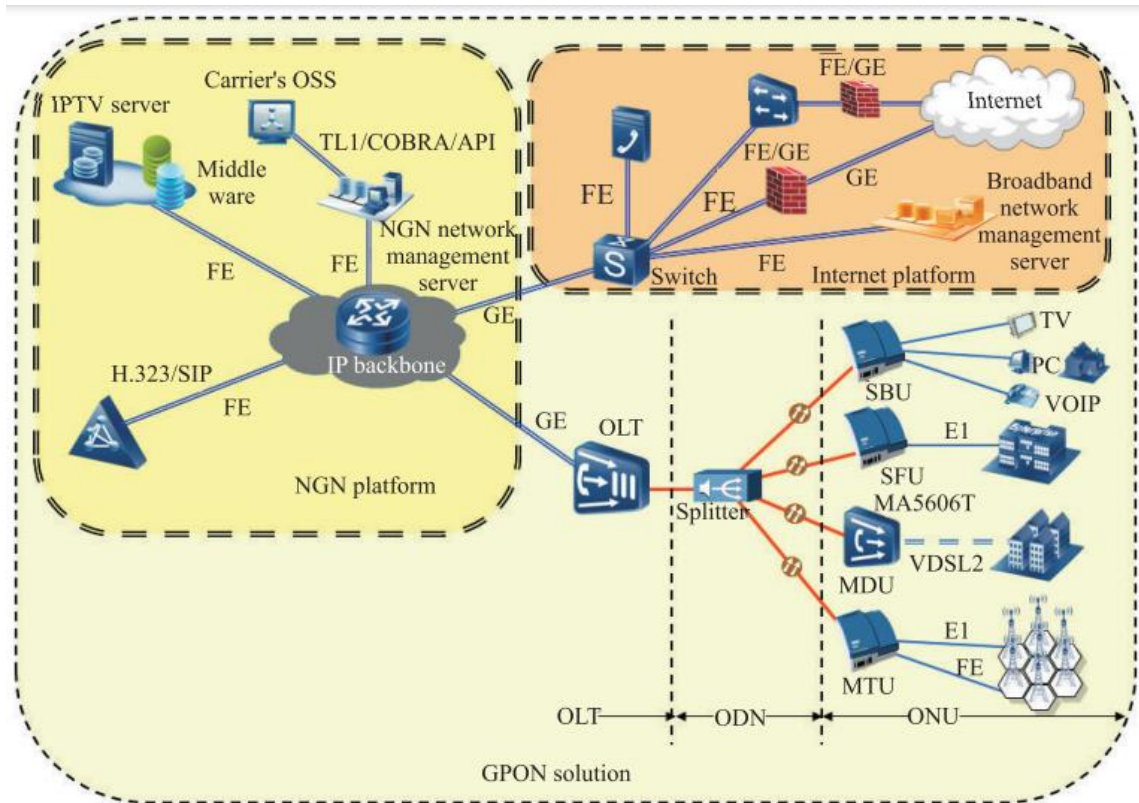 Carrier's OSS
IPTV server
TL1/COBRA/API
Middle
ware
NGN network
management
server
FE
FE
GE
IP backbone
H.323/SIP
FE
GE
NGN platform
FE/GE
Internet
FE/GE
FE
FE
GE
Broadband
network
management
server
S
Switch
FE
Internet platform
OLT
Splitter
TV
PC
SBU
VOIP
E1
SFU
MA5606T
MDU
VDSL2
E1
FE
MTU
OLT
ODN
ONU
GPON solution